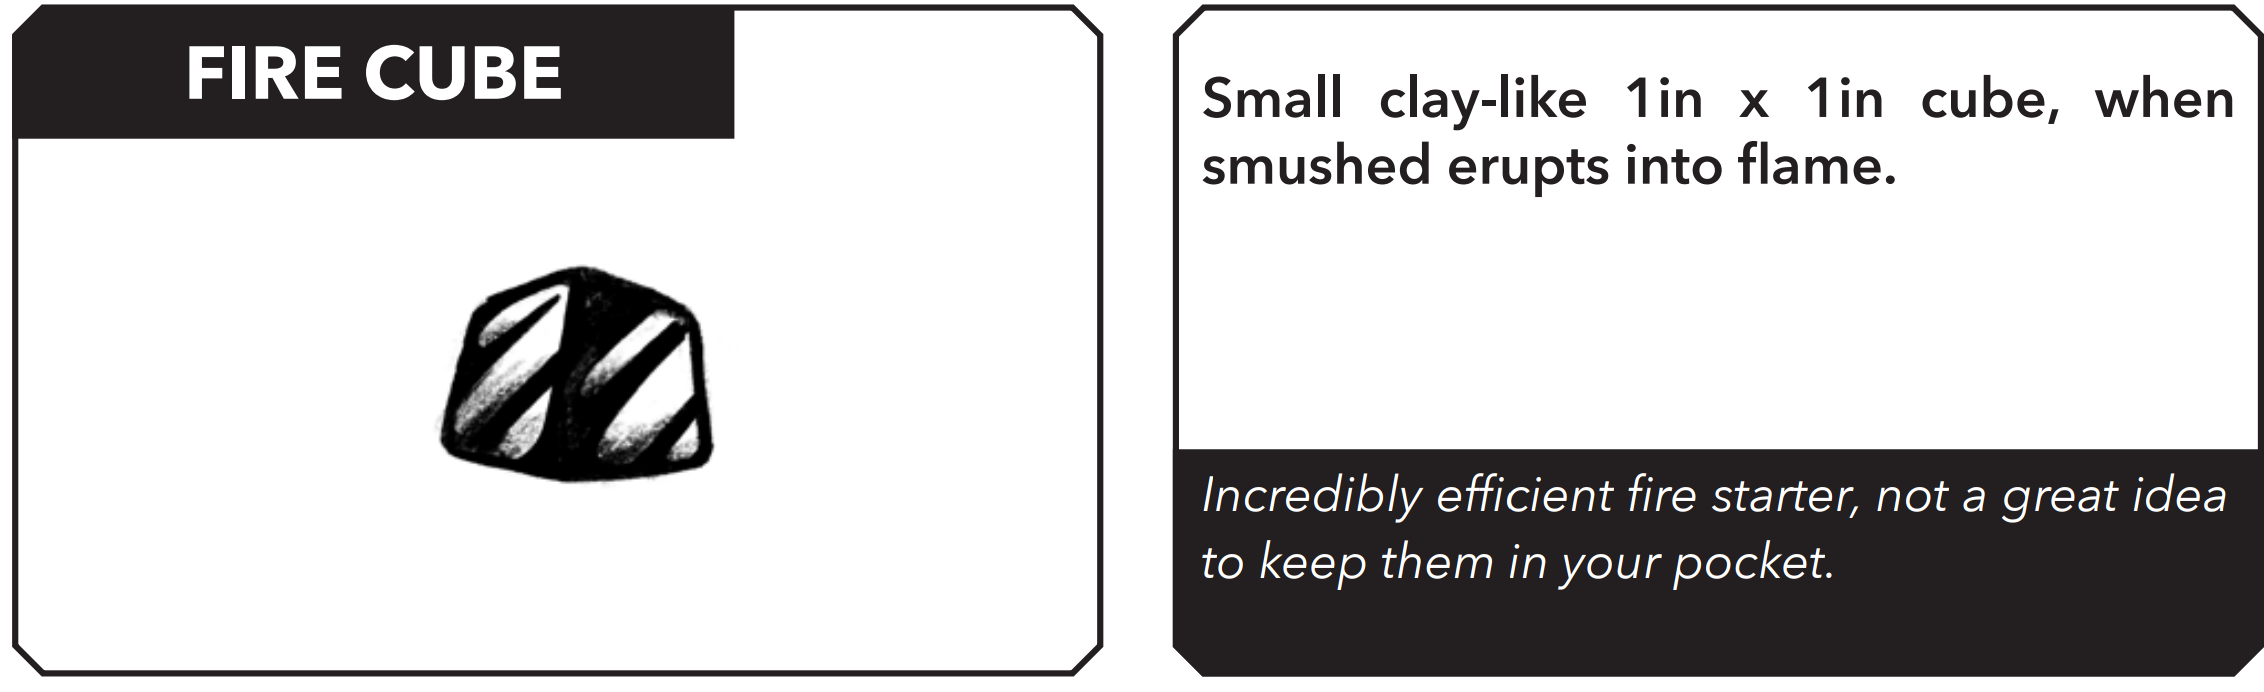 FIRE CUBE
Small clay-like 1in x 1in cube, when
smushed erupts into flame.
Incredibly efficient fire starter, not a great idea
to keep them in your pocket.